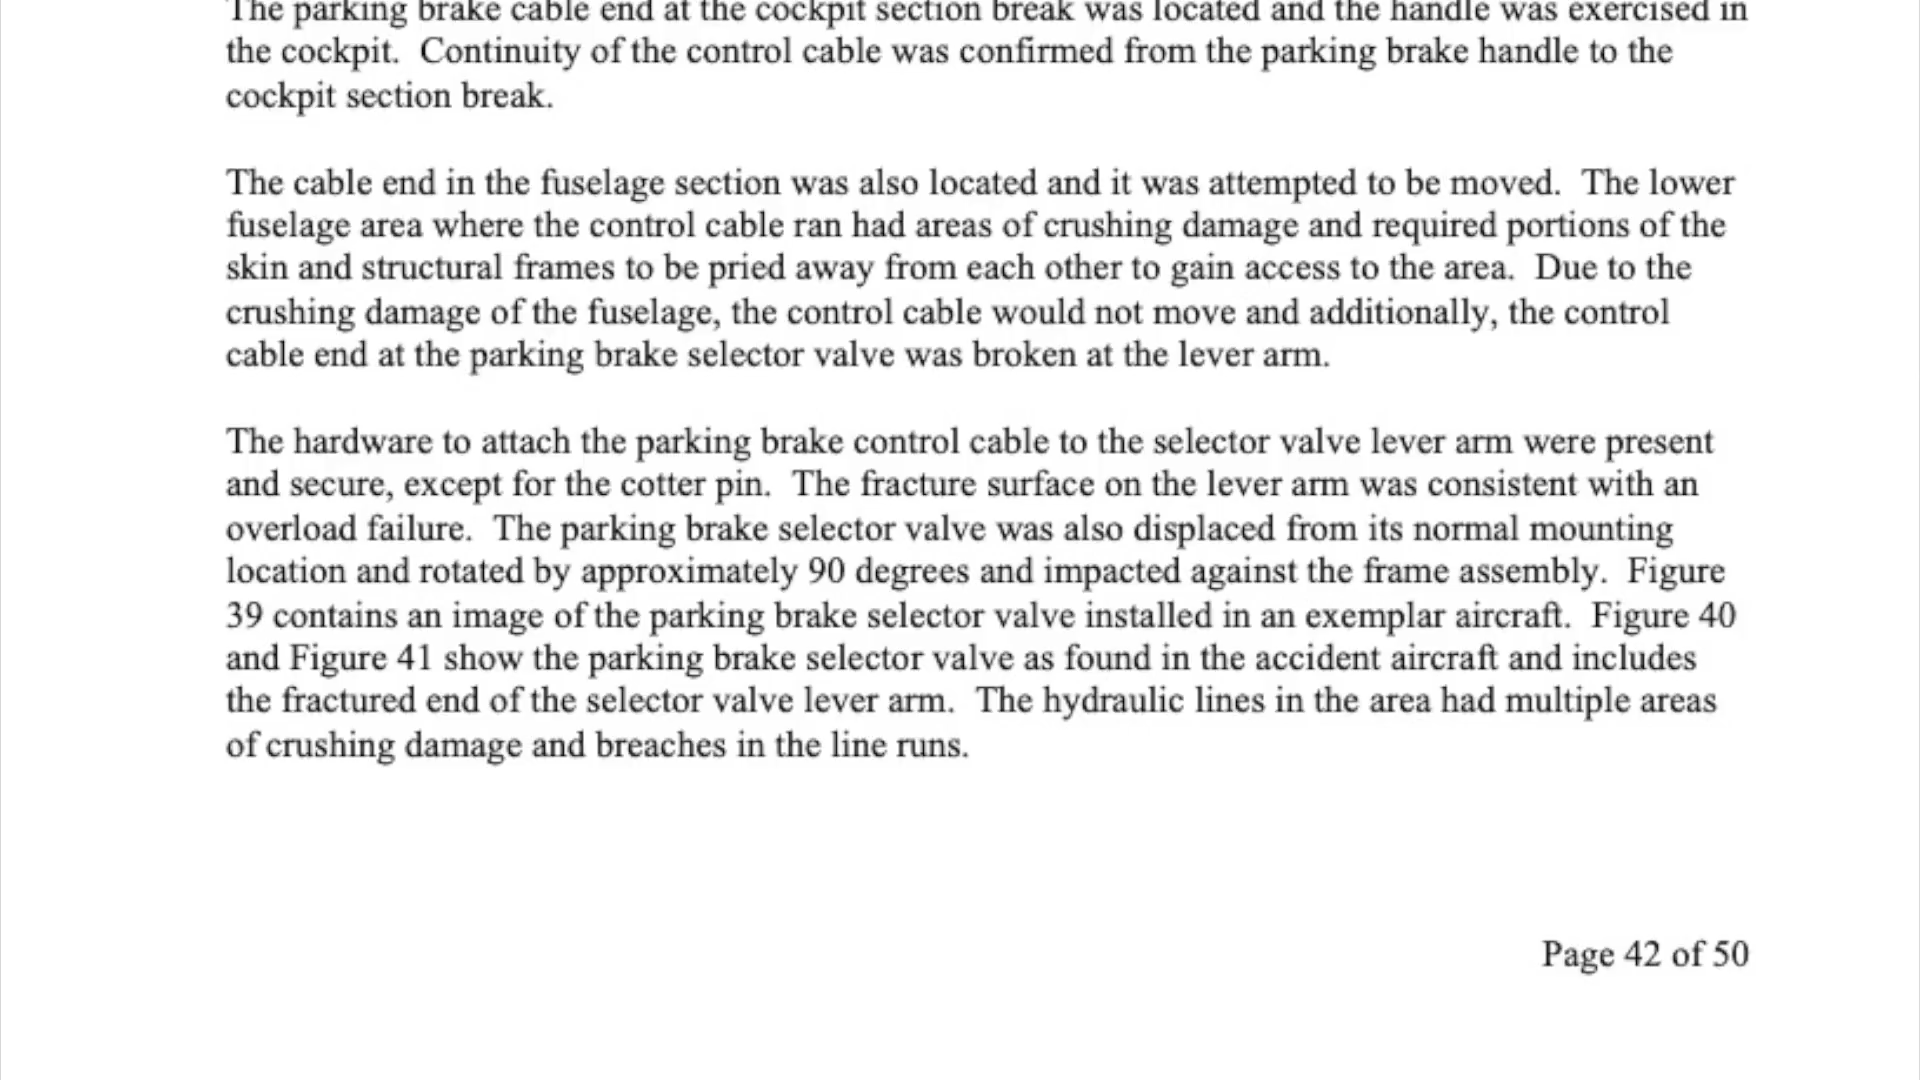 The parking brake cable end at the cockpit section break was located and the handle was exercised in
the cockpit.  Continuity of the control cable was confirmed from the parking brake handle to the
cockpit section break.
The cable end in the fuselage section was also located and it was attempted to be moved.  The lower
fuselage area where the control cable ran had areas of crushing damage and required portions of the
skin and structural frames to be pried away from each other to gain access to the area.  Due to the
crushing damage of the fuselage, the control cable would not move and additionally, the control
cable end at the parking brake selector valve was broken at the lever arm.
The hardware to attach the parking brake control cable to the selector valve lever arm were present
and secure, except for the cotter pin.  The fracture surface on the lever arm was consistent with an
overload failure.  The parking brake selector valve was also displaced from its normal mounting
location and rotated by approximately 90 degrees and impacted against the frame assembly.  Figure
39 contains an image of the parking brake selector valve installed in an exemplar aircraft.  Figure 40
and Figure 41 show the parking brake selector valve as found in the accident aircraft and includes
the fractured end of the selector valve lever arm.  The hydraulic lines in the area had multiple areas
of crushing damage and breaches in the line runs.
Page 42 of 50